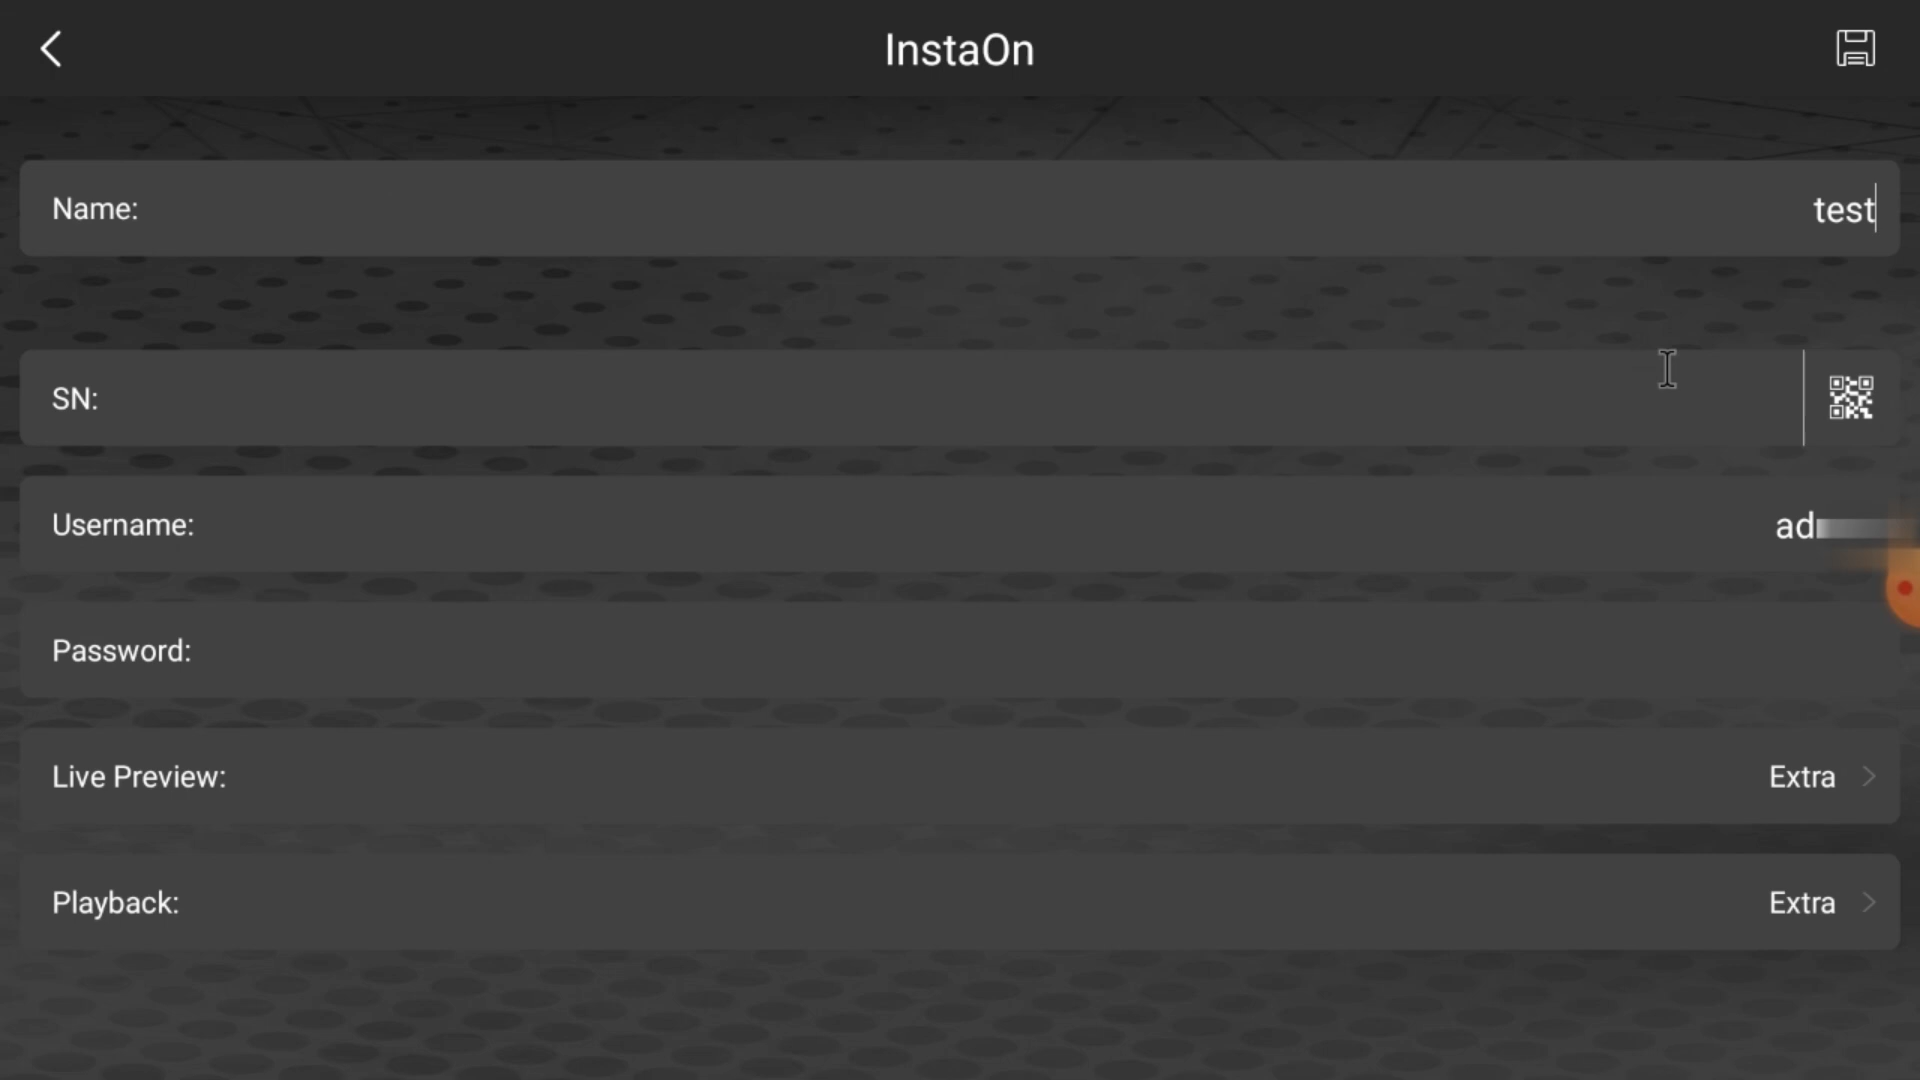 InstaOn
Name: test
SN:
Username: ad
Password:
Live Preview: Extra
Playback: Extra